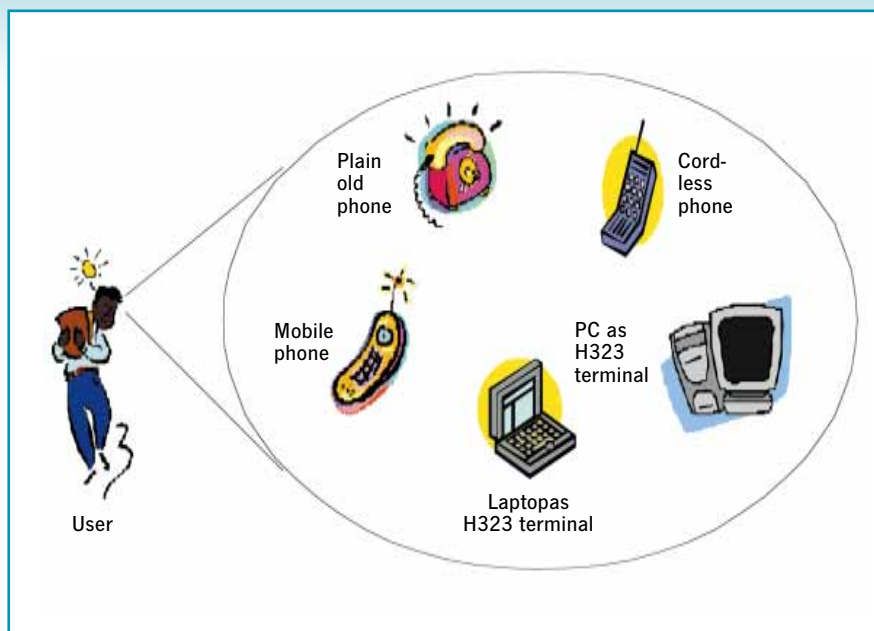 Plain
old
phone
Cord-
less
phone
Mobile
phone
PC as
H323
terminal
Laptopas
H323 terminal
User